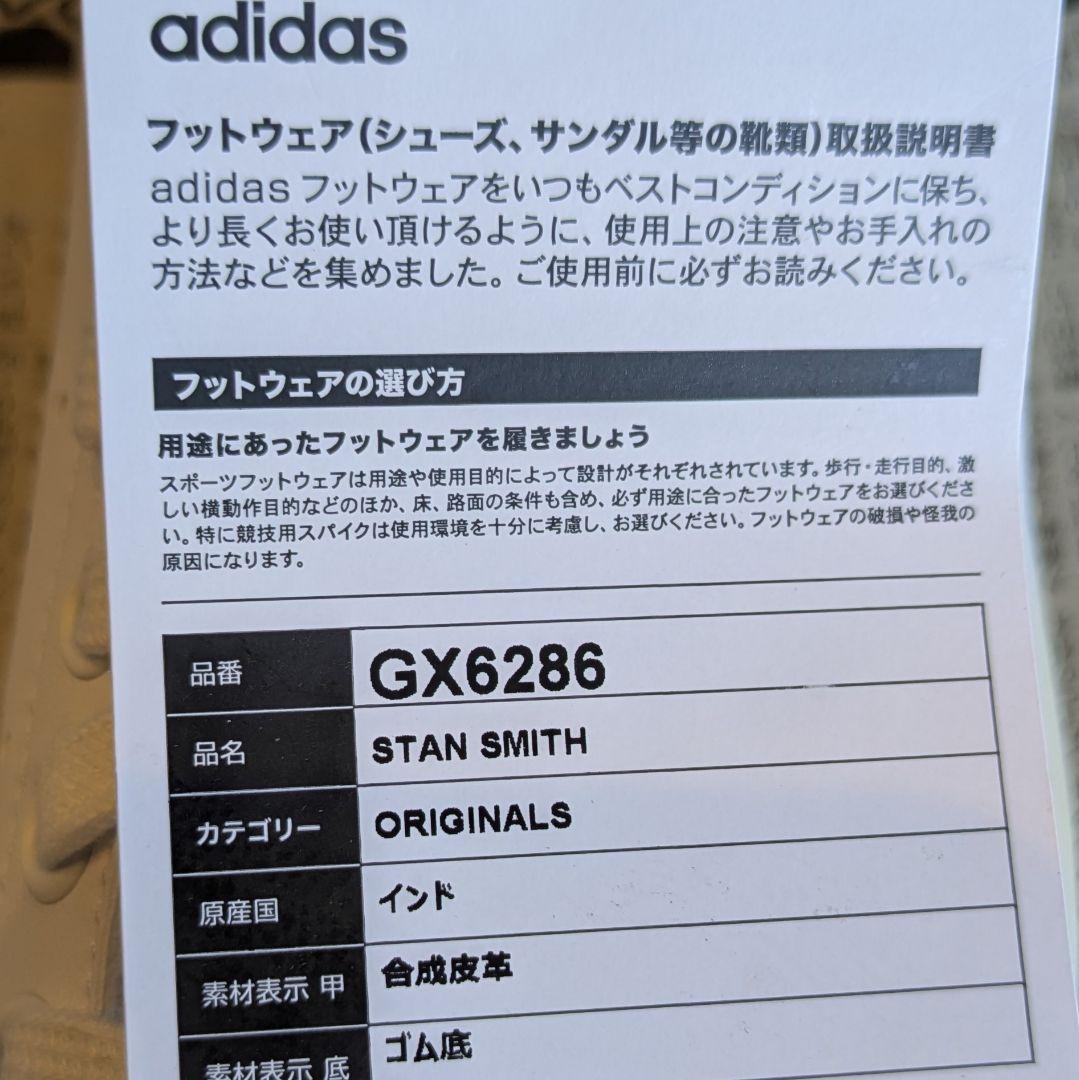 adidas
フットウェア(シューズ、サンダル等の靴類)取扱説明書
adidas フットウェアをいつもベストコンディションに保ち、
より長くお使い頂けるように、使用上の注意やお手入れの
方法などを集めました。ご使用前に必ずお読みください。
フットウェアの選び方
用途にあったフットウェアを履きましょう
スポーツフットウェアは用途や使用目的によって設計がそれぞれされています。歩行・走行目的、激
しい横動作目的などのほか、床、路面の条件も含め、必ず用途に合ったフットウェアをお選びくださ
い。特に競技用スパイクは使用環境を十分に考慮し、お選びください。フットウェアの破損や怪我の
原因になります。
品番 GX6286
品名 STAN SMITH
カテゴリー ORIGINALS
原産国 インド
素材表示 甲 合成皮革
素材表示 底 ゴム底